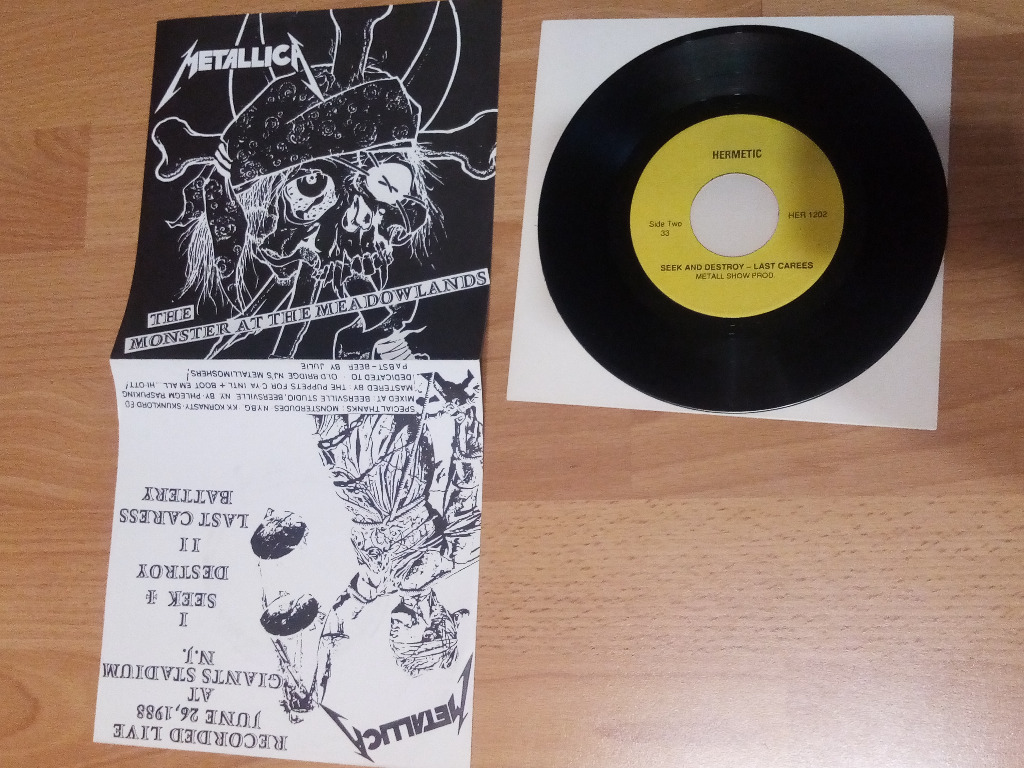 METALLICA
THE
MONSTER AT THE MEADOWLANDS
HERMETIC
Side Two
33
HER 1202
SEEK AND DESTROY – LAST CAREES
METALL SHOW PROD.
METALLICA
RECORDED LIVE
JUNE 26, 1988
AT
GIANTS STADIUM
N.J.
I
SEEK &
DESTROY
II
LAST CARESS
BATTERY
SPECIAL THANKS: MONSTERDUDES N.Y.B.G. KK KORNASTY SKUNLORD ED
MIXED AT BEERSVILLE STUDIO, BEERSVILLE NY BY PHLEGM RASPUKING
MASTERED BY THE PUPPETS FOR CYA INTL + BOOT EM ALL. HI OTT!
DEDICATED TO OLD BRIDGE NJ'S METALLIMOSHERS!
PABST-BEER BY JULIE